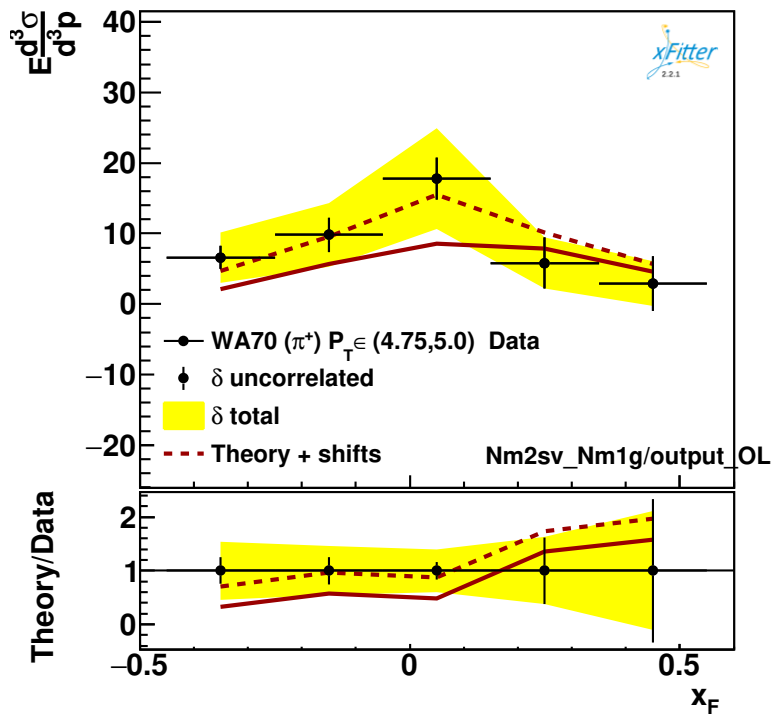 E d³σ/d³p
40
30
20
10
0
−10
−20
xFitter
2.2.1
WA70 (π⁺) P_T ∈ (4.75,5.0) Data
δ uncorrelated
δ total
Theory + shifts
Nm2sv_Nm1g/output_OL
Theory/Data
2
1
0
−0.5 0 0.5
x_F